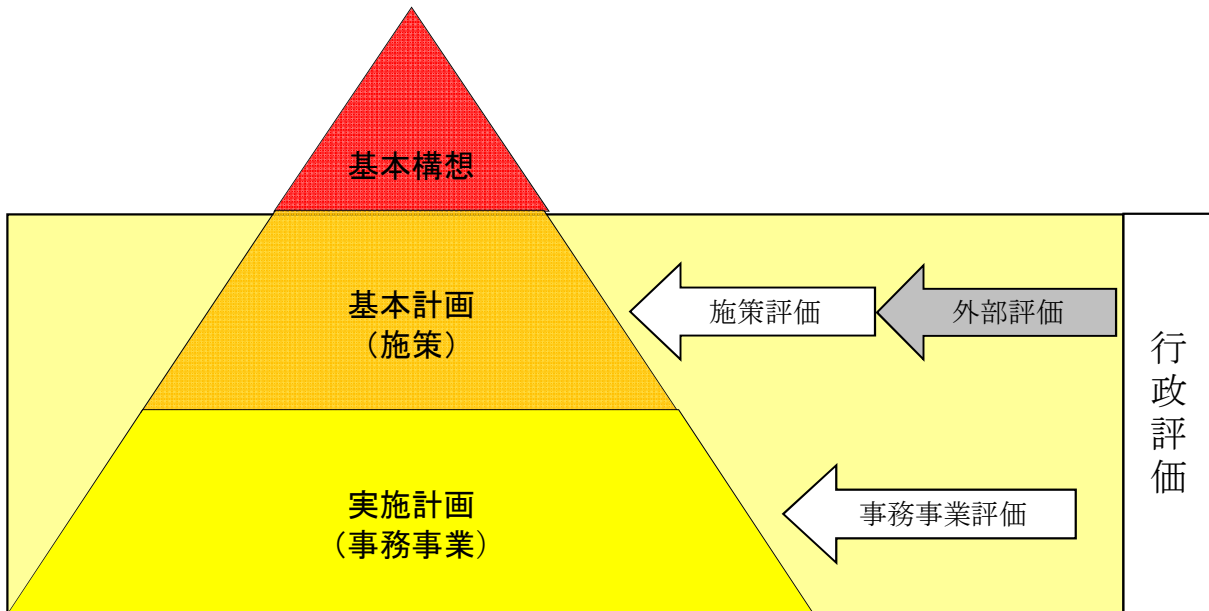 基本構想
基本計画
（施策）
施策評価
外部評価
行政評価
実施計画
（事務事業）
事務事業評価